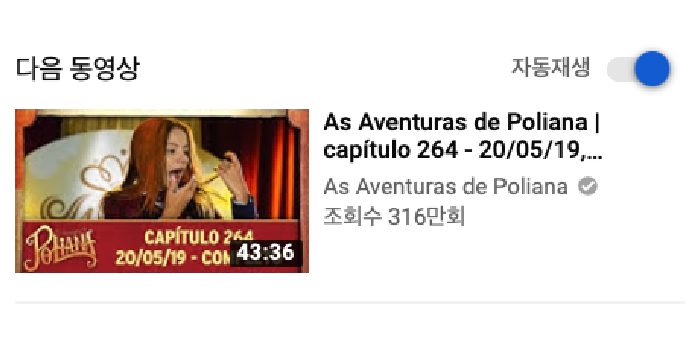 다음 동영상
자동재생
As Aventuras de Poliana |
capítulo 264 - 20/05/19,...
As Aventuras de Poliana
조회수 316만회
POLIANA
CAPÍTULO 264
20/05/19 - COM
43:36